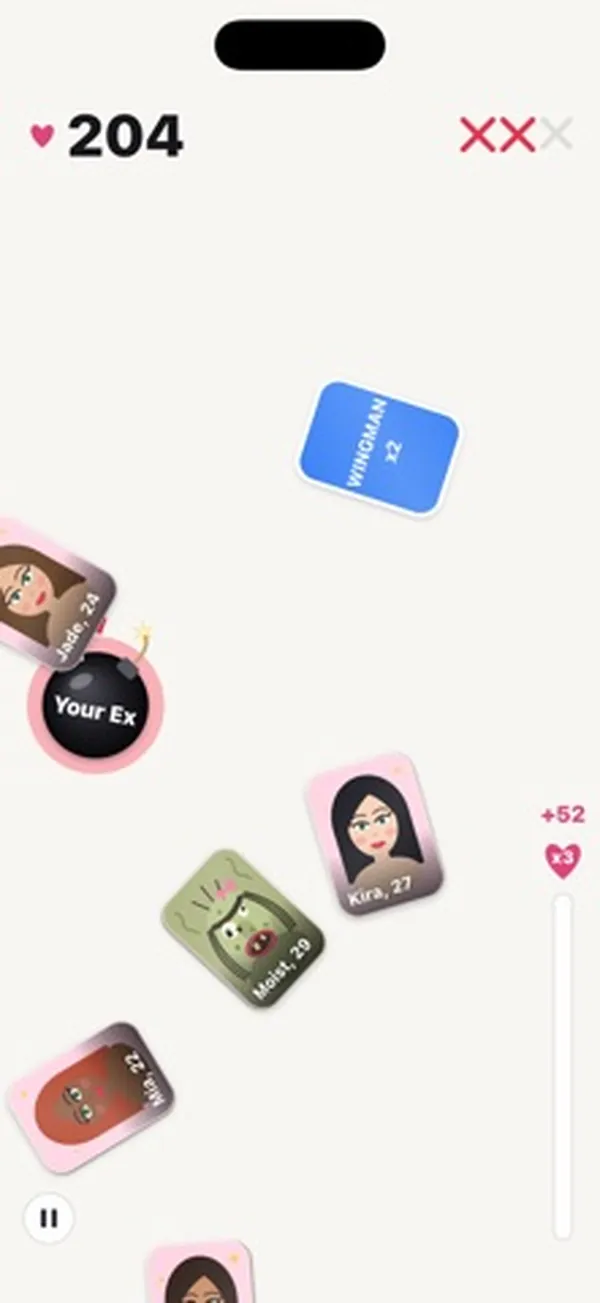 204
WINGMAN
x2
Jade, 24
Your Ex
Kira, 27
+52
x3
Moist, 29
Mia, 22